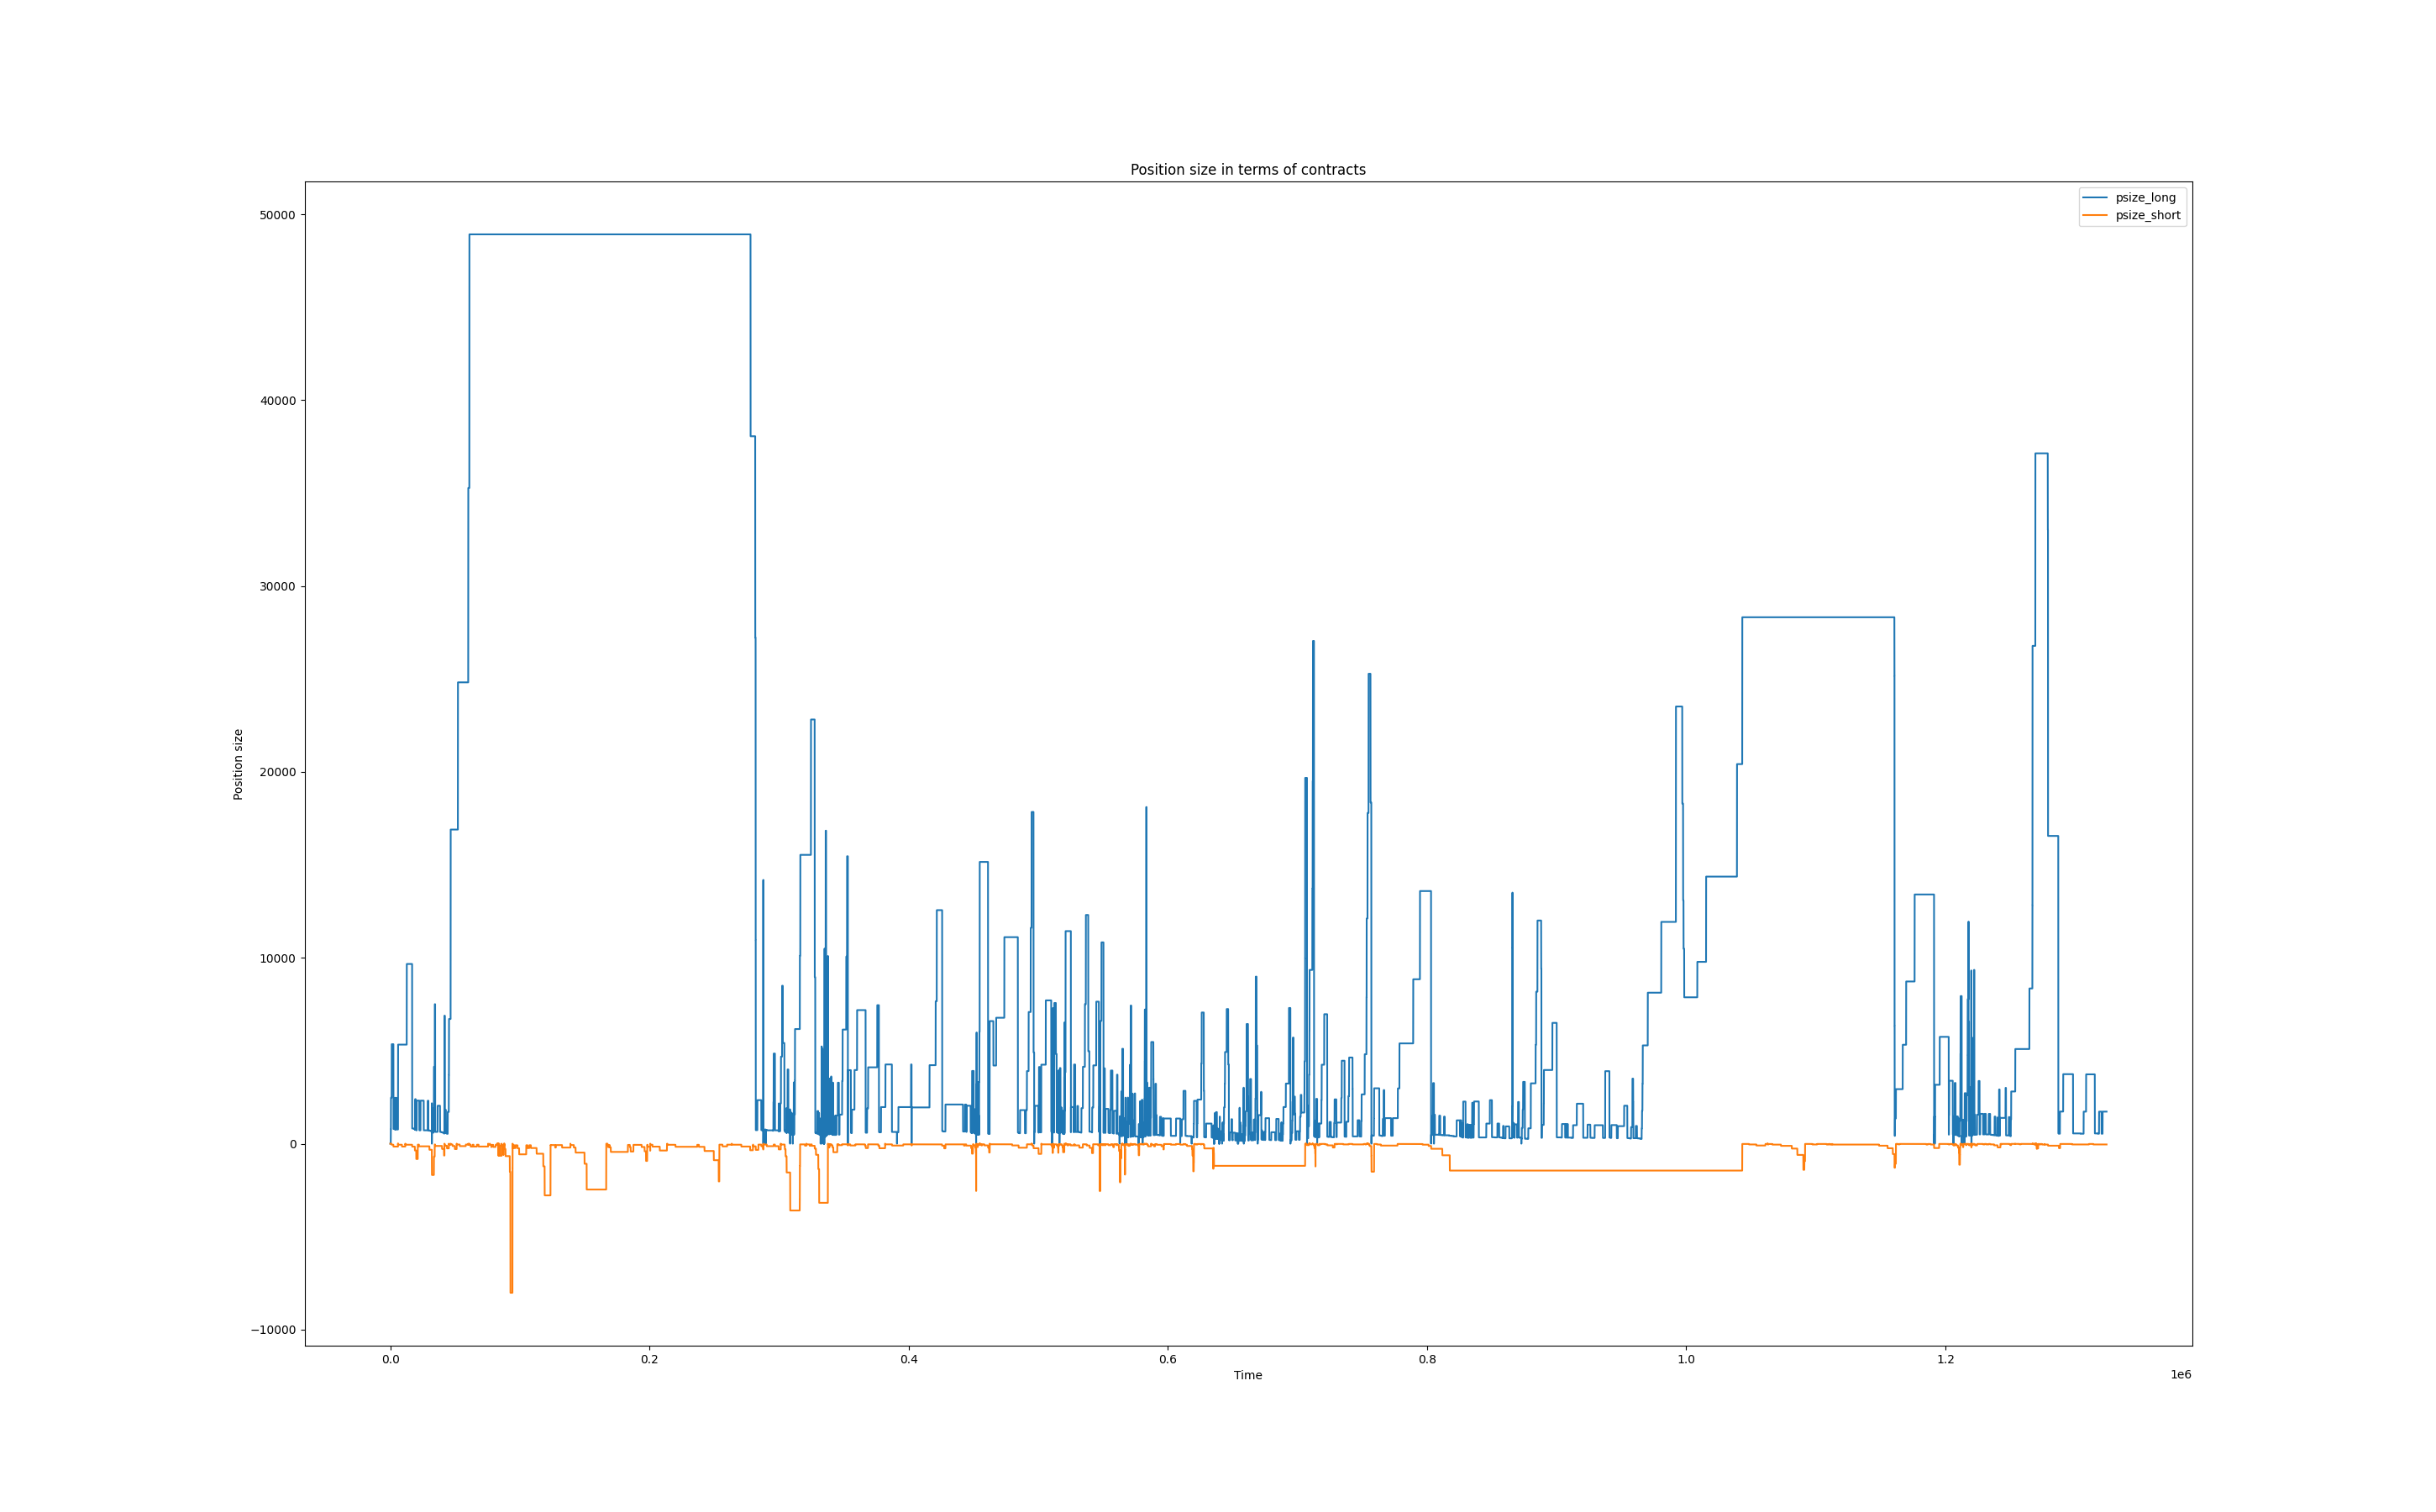 Position size in terms of contracts
psize_long
psize_short
50000
40000
30000
20000
10000
0
−10000
Position size
0.0 0.2 0.4 0.6 0.8 1.0 1.2
Time
1e6